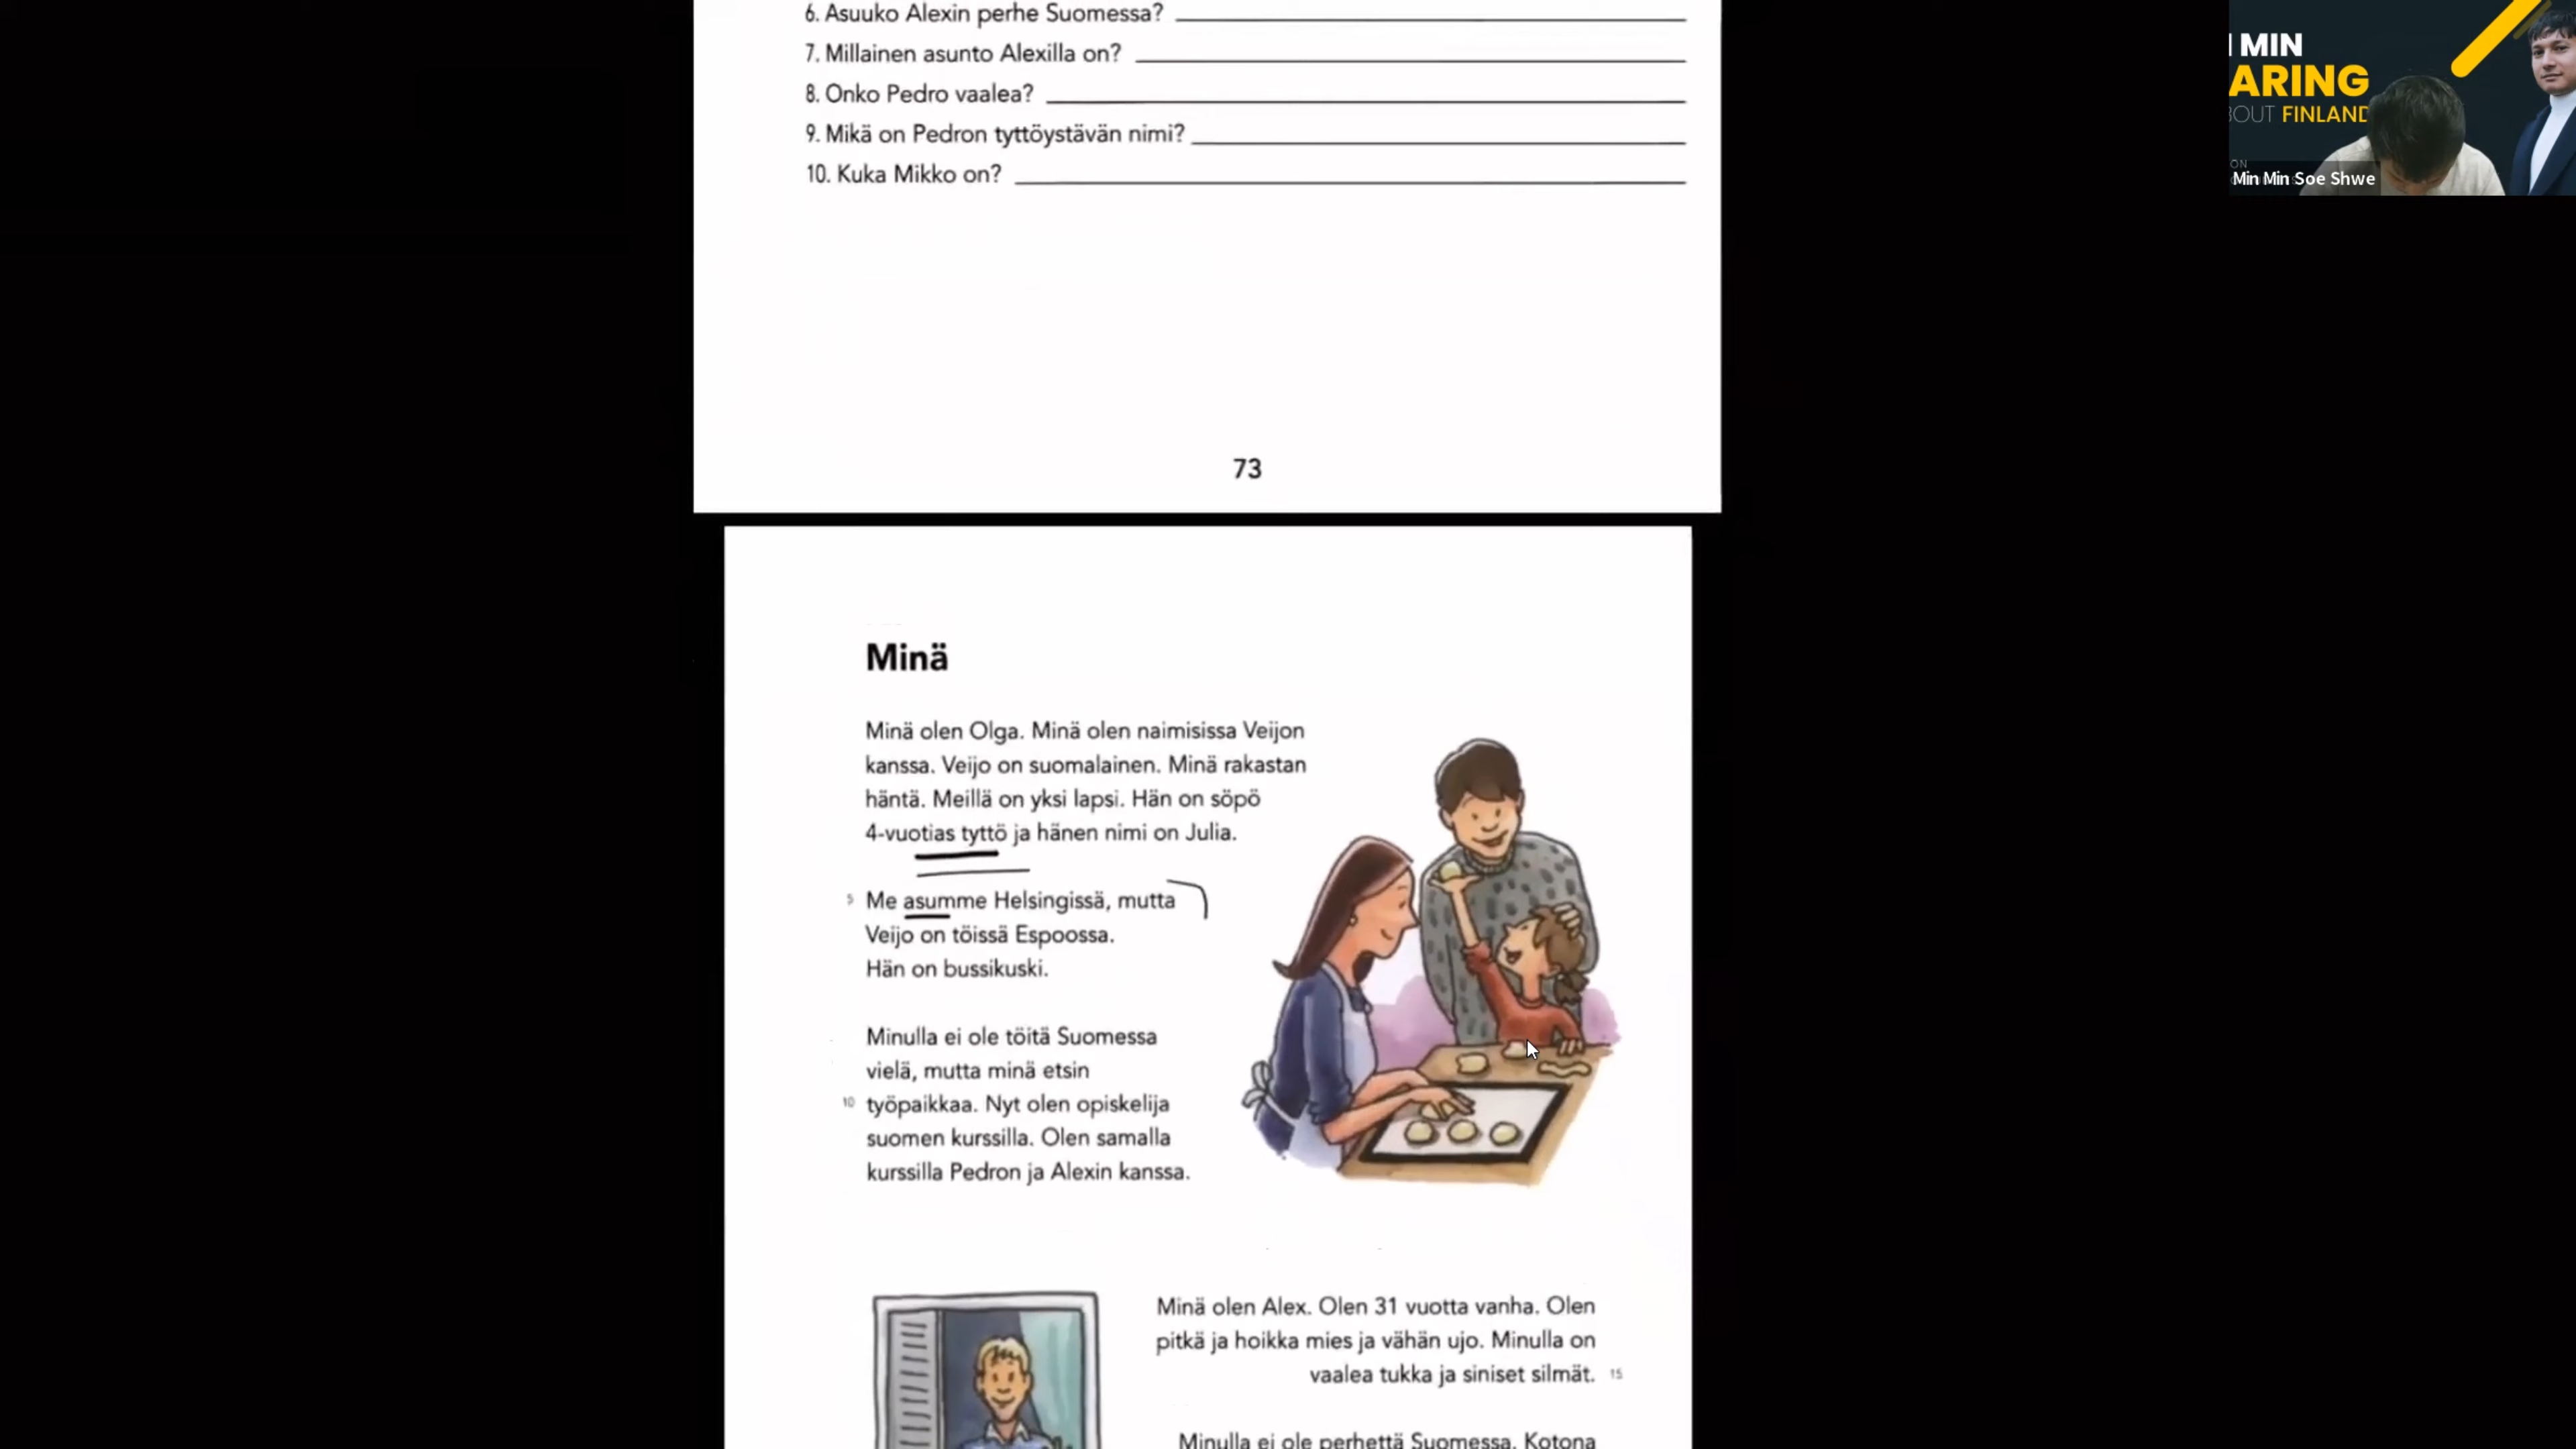 6. Asuuko Alexin perhe Suomessa?
7. Millainen asunto Alexilla on?
8. Onko Pedro vaalea?
9. Mikä on Pedron tyttöystävän nimi?
10. Kuka Mikko on?
73
MIN
ARING
BOUT FINLAND
ON
Min Min Soe Shwe
Minä
Minä olen Olga. Minä olen naimisissa Veijon
kanssa. Veijo on suomalainen. Minä rakastan
häntä. Meillä on yksi lapsi. Hän on söpö
4-vuotias tyttö ja hänen nimi on Julia.
5 Me asumme Helsingissä, mutta
Veijo on töissä Espoossa.
Hän on bussikuski.
Minulla ei ole töitä Suomessa
vielä, mutta minä etsin
10 työpaikkaa. Nyt olen opiskelija
suomen kurssilla. Olen samalla
kurssilla Pedron ja Alexin kanssa.
Minä olen Alex. Olen 31 vuotta vanha. Olen
pitkä ja hoikka mies ja vähän ujo. Minulla on
vaalea tukka ja siniset silmät. 15
Minulla ei ole perhettä Suomessa. Kotona